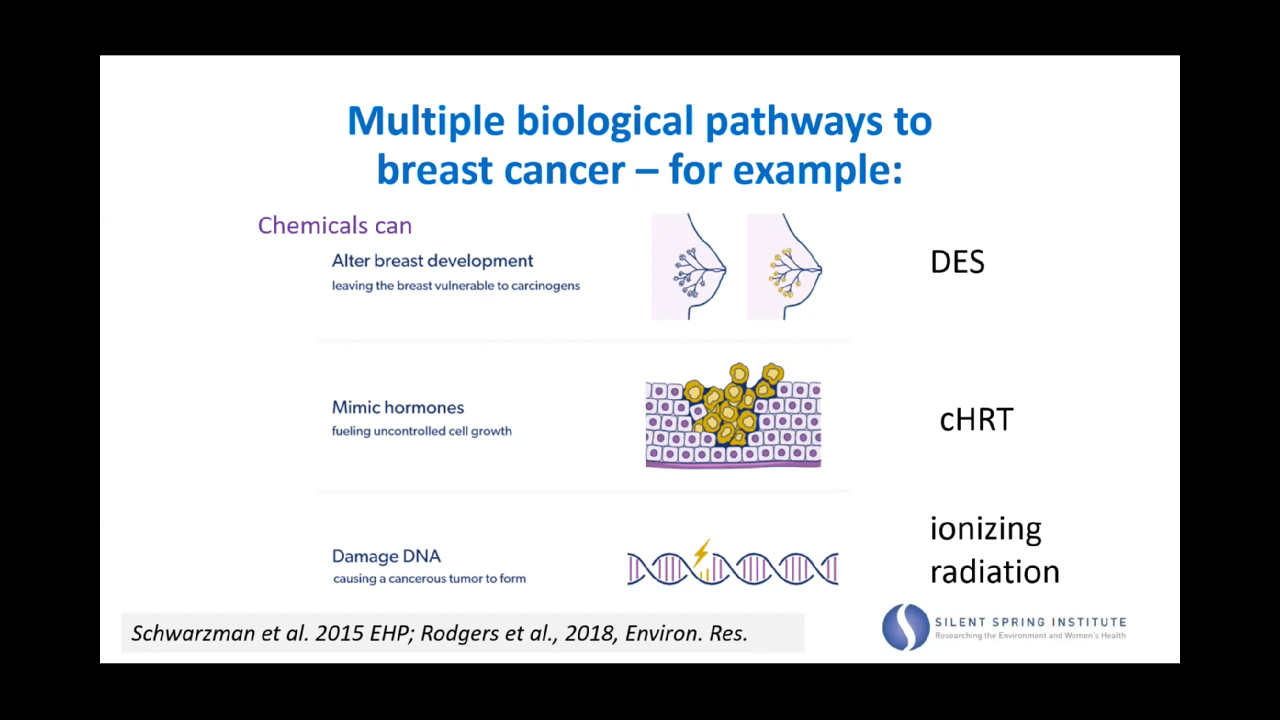 Multiple biological pathways to
breast cancer – for example:
Chemicals can
Alter breast development
leaving the breast vulnerable to carcinogens
DES
Mimic hormones
fueling uncontrolled cell growth
cHRT
Damage DNA
causing a cancerous tumor to form
ionizing
radiation
Schwarzman et al. 2015 EHP; Rodgers et al., 2018, Environ. Res.
SILENT SPRING INSTITUTE
Researching the Environment and Women's Health